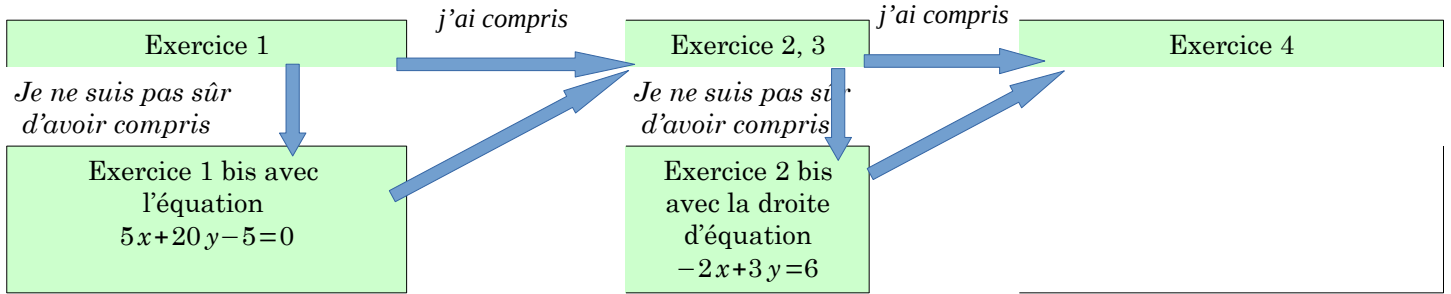 j'ai compris
j'ai compris
Exercice 1
Exercice 2, 3
Exercice 4
Je ne suis pas sûr
d'avoir compris
Je ne suis pas sûr
d'avoir compris
Exercice 1 bis avec
l'équation
5x+20y−5=0
Exercice 2 bis
avec la droite
d'équation
−2x+3y=6